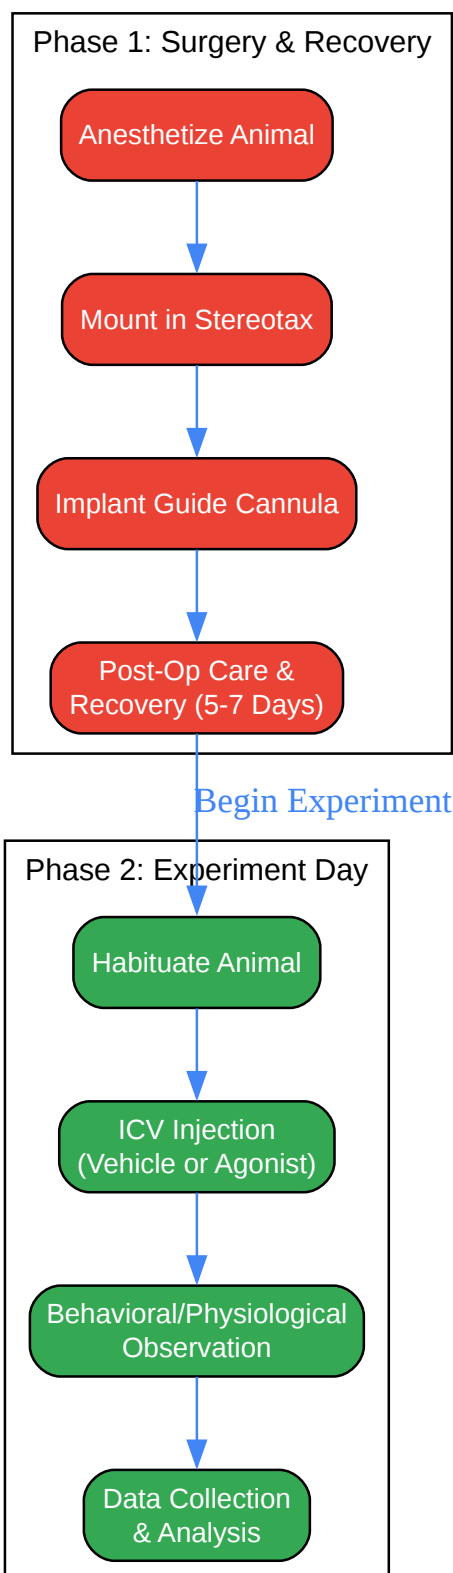 Phase 1: Surgery & Recovery
Anesthetize Animal
Mount in Stereotax
Implant Guide Cannula
Post-Op Care &
Recovery (5-7 Days)
Begin Experiment
Phase 2: Experiment Day
Habituate Animal
ICV Injection
(Vehicle or Agonist)
Behavioral/Physiological
Observation
Data Collection
& Analysis